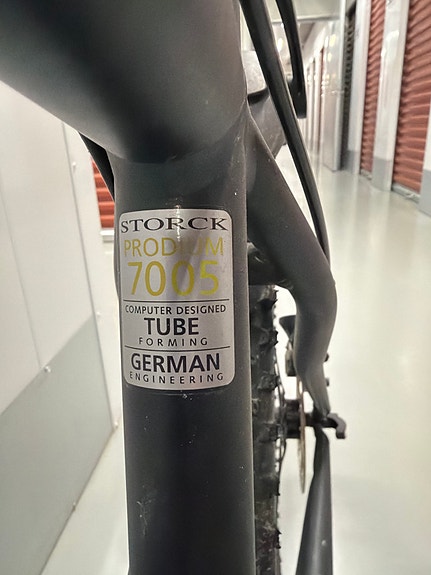 STORCK
PRODIUM
7005
COMPUTER DESIGNED
TUBE
FORMING
GERMAN
ENGINEERING